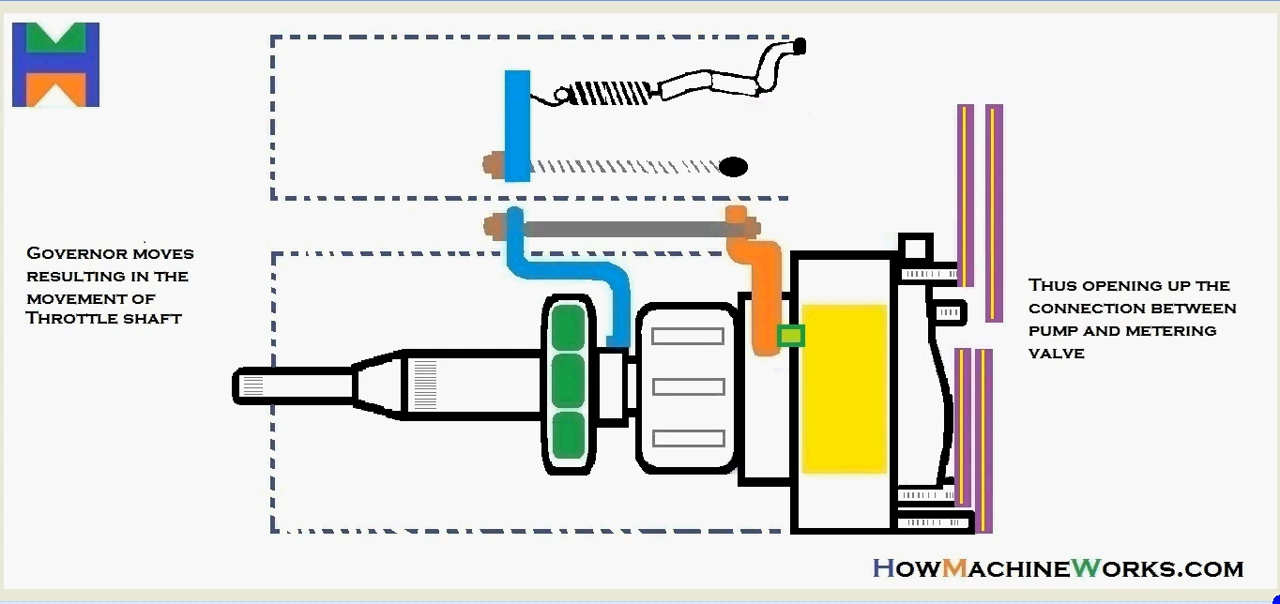 Governor moves
resulting in the
movement of
Throttle shaft
Thus opening up the
connection between
pump and metering
valve
HowMachineWorks.com